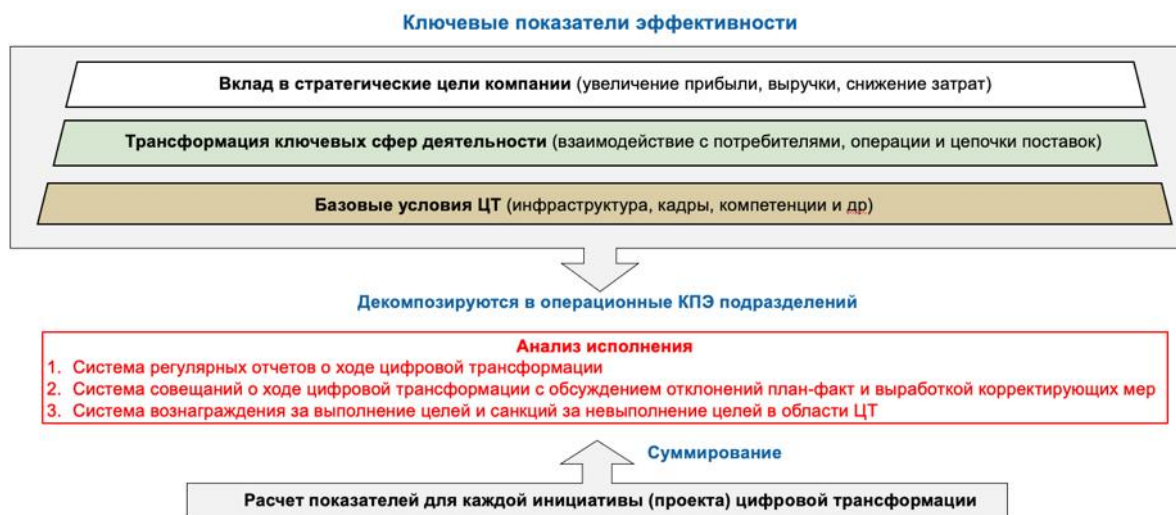 Ключевые показатели эффективности
Вклад в стратегические цели компании (увеличение прибыли, выручки, снижение затрат)
Трансформация ключевых сфер деятельности (взаимодействие с потребителями, операции и цепочки поставок)
Базовые условия ЦТ (инфраструктура, кадры, компетенции и др)
Декомпозируются в операционные КПЭ подразделений
Анализ исполнения
1. Система регулярных отчетов о ходе цифровой трансформации
2. Система совещаний о ходе цифровой трансформации с обсуждением отклонений план-факт и выработкой корректирующих мер
3. Система вознаграждения за выполнение целей и санкций за невыполнение целей в области ЦТ
Суммирование
Расчет показателей для каждой инициативы (проекта) цифровой трансформации